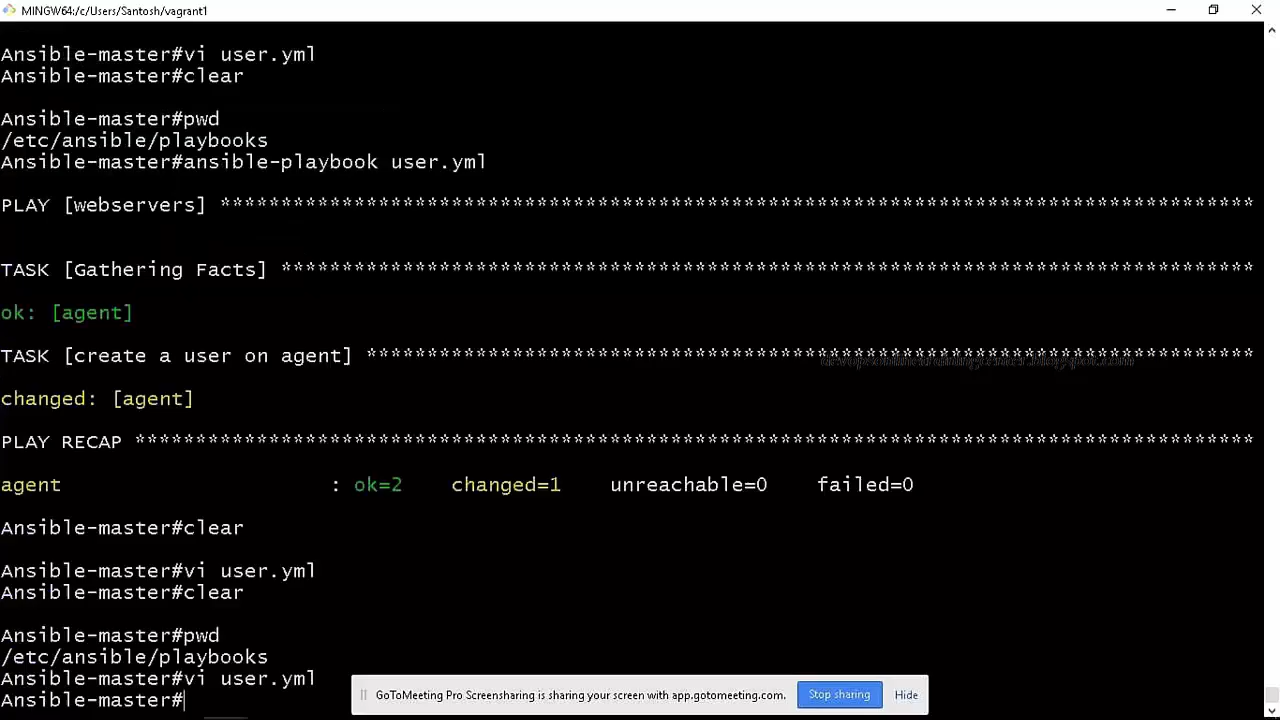 MINGW64:/c/Users/Santosh/vagrant1
Ansible-master#vi user.yml
Ansible-master#clear
Ansible-master#pwd
/etc/ansible/playbooks
Ansible-master#ansible-playbook user.yml
PLAY [webservers] *************************************************************************************
TASK [Gathering Facts] ********************************************************************************
ok: [agent]
TASK [create a user on agent] *************************************************************************
devopsonlinetrainingcenter.blogspot.com
changed: [agent]
PLAY RECAP ********************************************************************************************
agent : ok=2 changed=1 unreachable=0 failed=0
Ansible-master#clear
Ansible-master#vi user.yml
Ansible-master#clear
Ansible-master#pwd
/etc/ansible/playbooks
Ansible-master#vi user.yml
Ansible-master#
GoToMeeting Pro Screensharing is sharing your screen with app.gotomeeting.com. Stop sharing Hide